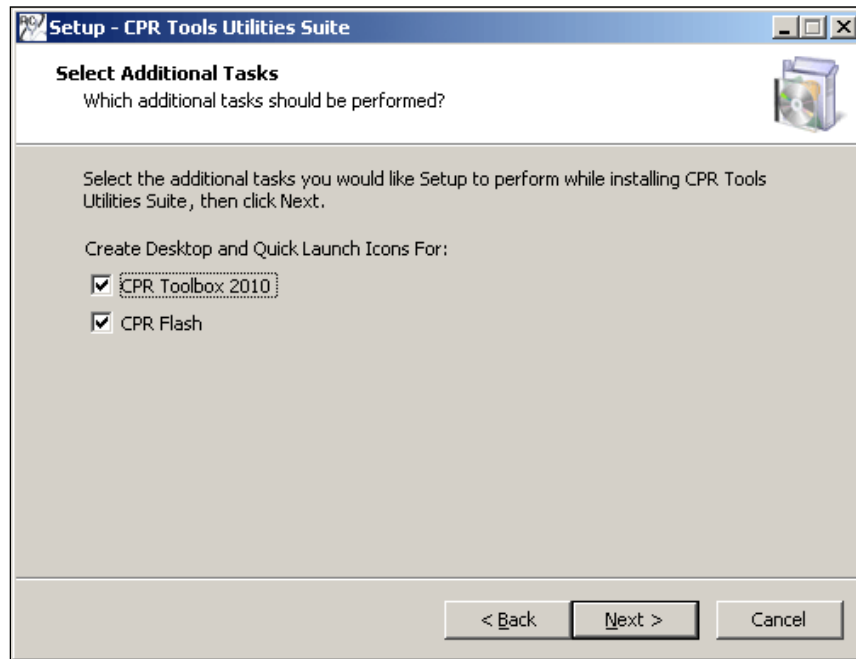 Setup - CPR Tools Utilities Suite
Select Additional Tasks
Which additional tasks should be performed?
Select the additional tasks you would like Setup to perform while installing CPR Tools
Utilities Suite, then click Next.
Create Desktop and Quick Launch Icons For:
CPR Toolbox 2010
CPR Flash
< Back
Next >
Cancel